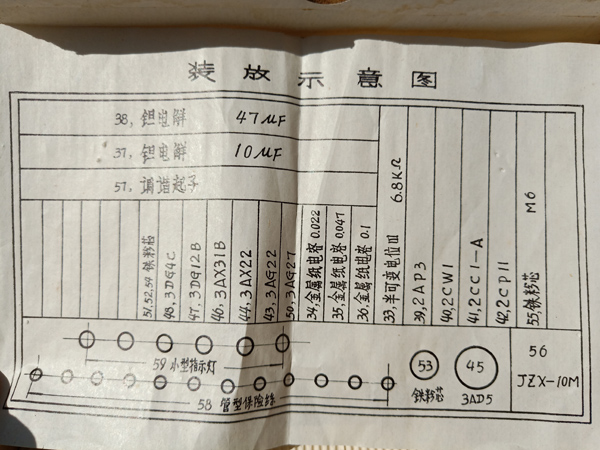 装放示意图
38, 钽电解 47μF
37, 钽电解 10μF
57, 调谐起子
51,52,54 铁粉芯
48, 3DG4C
47, 3DG12B
46, 3AX31B
44, 3AX22
43, 3AG22
50, 3AG27
34, 金属纸电容 0.022
35, 金属纸电容 0.047
36, 金属纸电容 0.1
33, 半可变电位Ⅲ 6.8KΩ
39, 2AP3
40, 2CW1
41, 2CC1-A
42, 2CP11
55, 铁粉芯 M6
59 小型指示灯
58 管型保险丝
53
铁粉芯
45
3AD5
56
JZX-10M